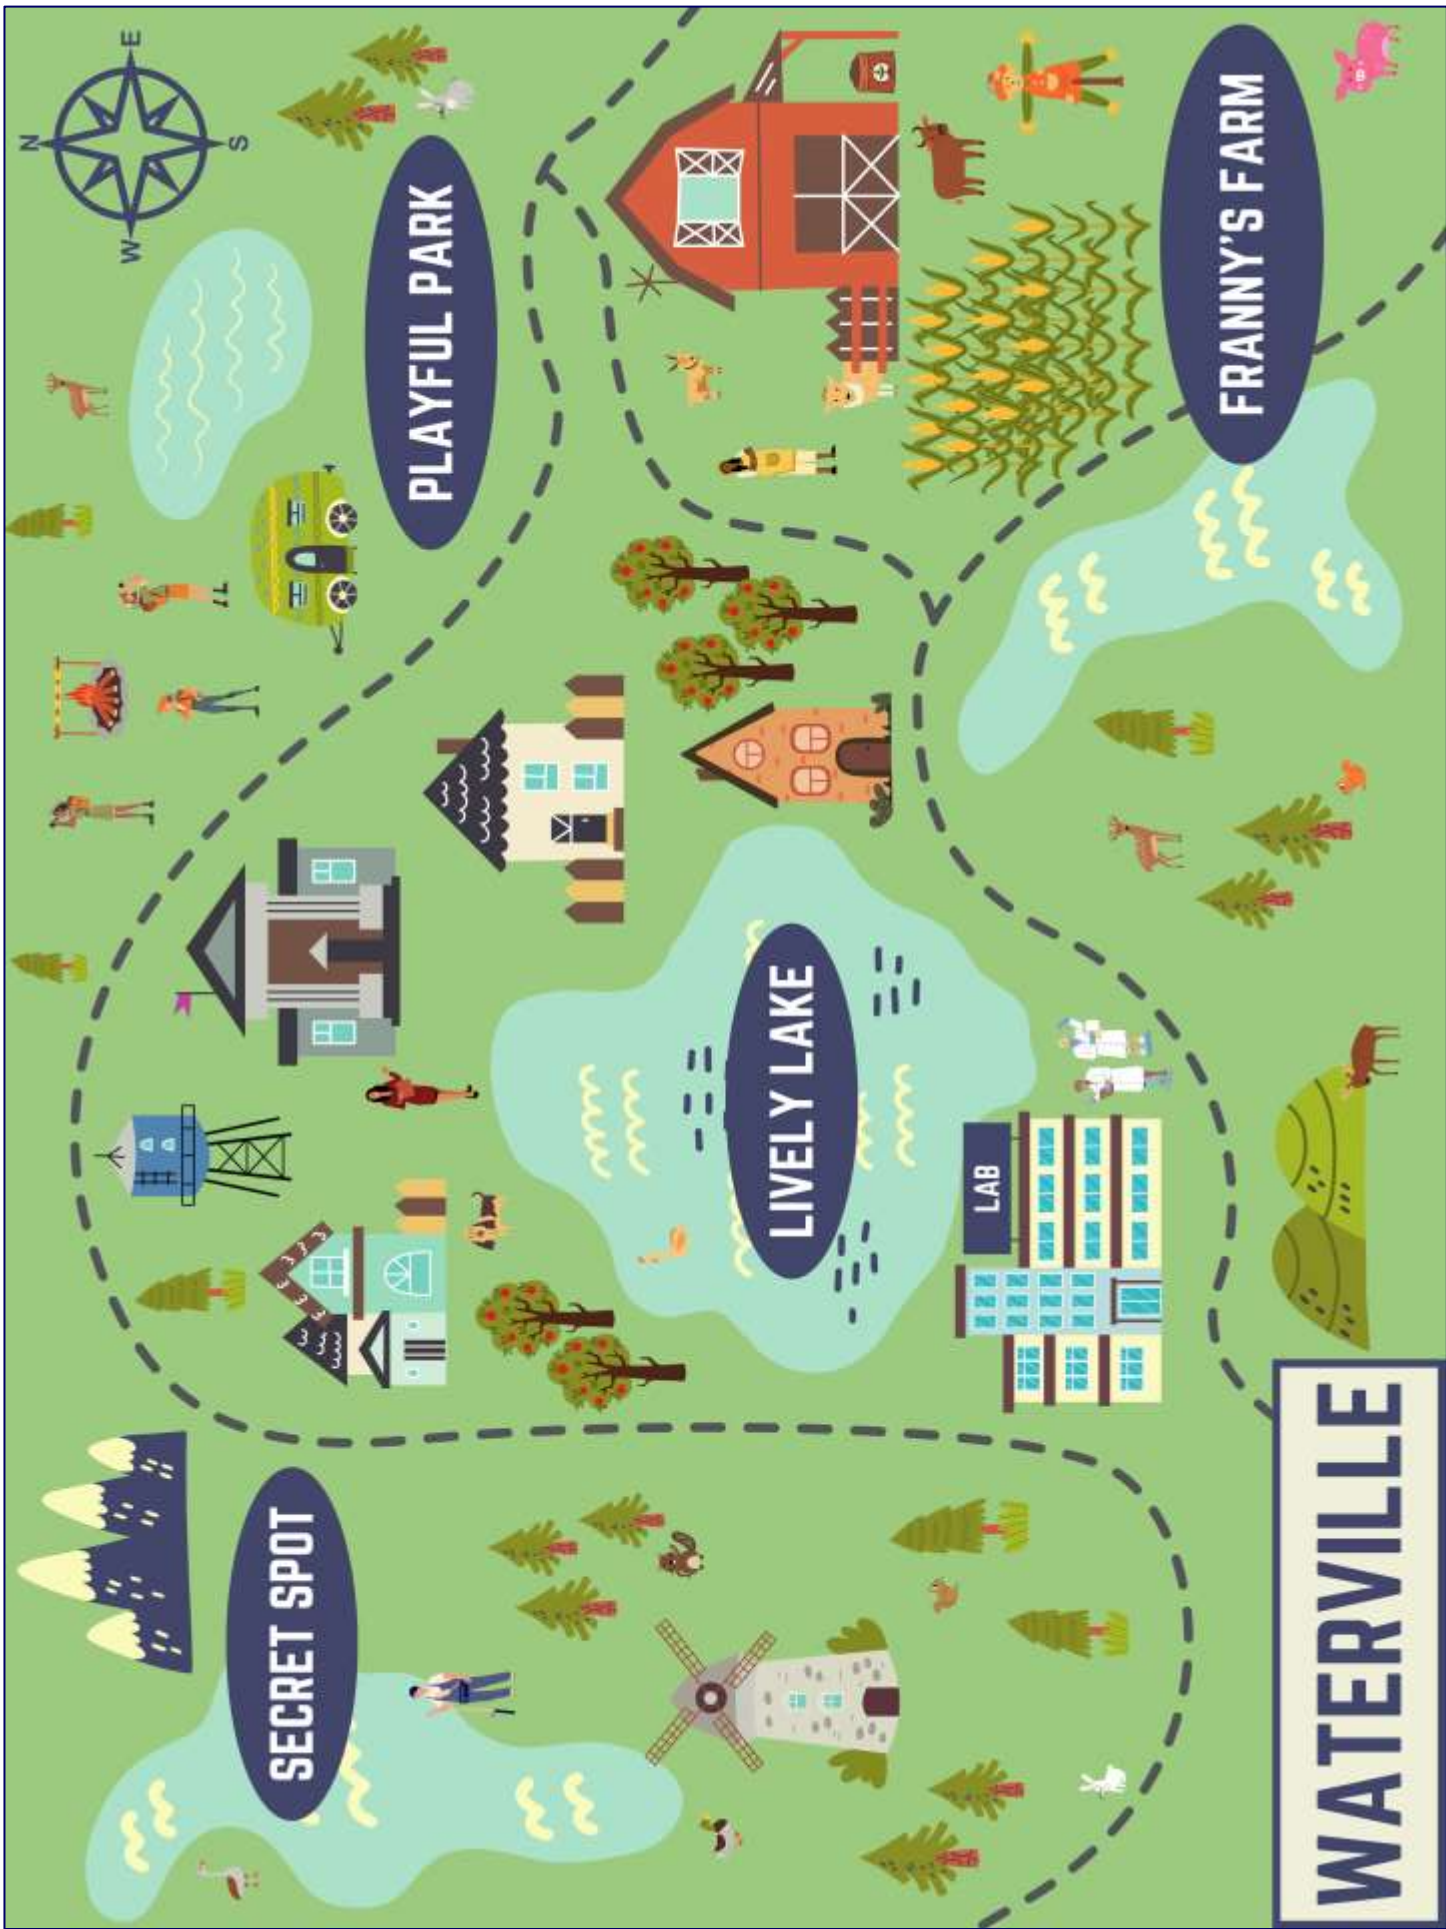 N
E
W
S
SECRET SPOT
PLAYFUL PARK
LIVELY LAKE
LAB
FRANNY'S FARM
WATERVILLE